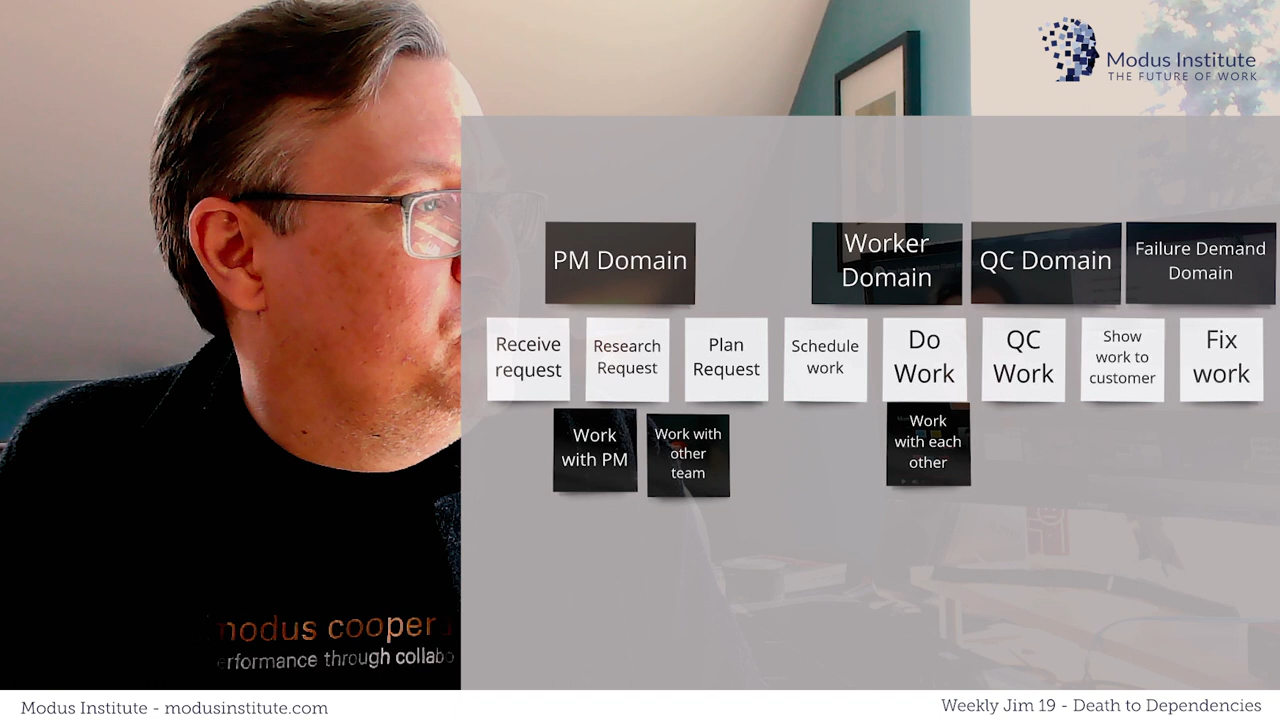 Modus Institute
THE FUTURE OF WORK
PM Domain
Worker
Domain
QC Domain
Failure Demand
Domain
Receive
request
Research
Request
Plan
Request
Schedule
work
Do
Work
QC
Work
Show
work to
customer
Fix
work
Work
with PM
Work with
other
team
Work
with each
other
modus cooper
erformance through collabo
Modus Institute - modusinstitute.com
Weekly Jim 19 - Death to Dependencies